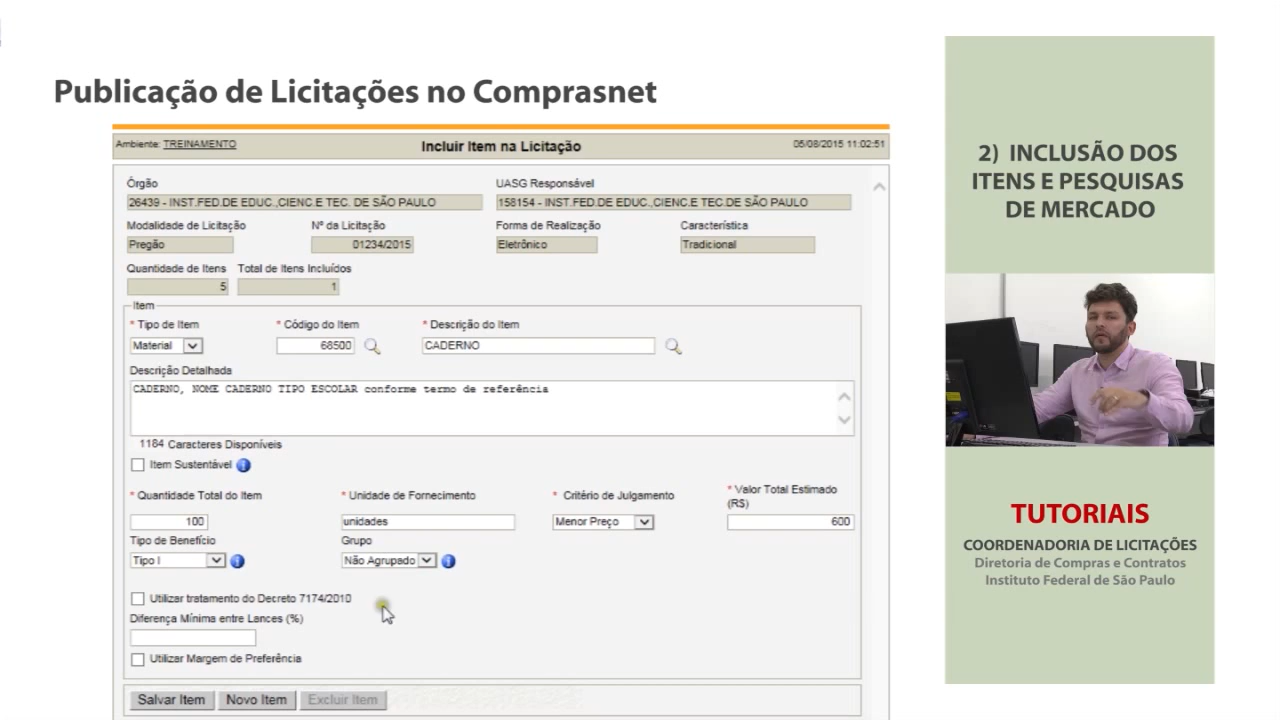 Publicação de Licitações no Comprasnet
Ambiente: TREINAMENTO
Incluir Item na Licitação
05/08/2015 11:02:51
Órgão
UASG Responsável
26439 - INST.FED.DE EDUC.,CIENC.E TEC. DE SÃO PAULO
158154 - INST.FED.DE EDUC.,CIENC.E TEC.DE SÃO PAULO
Modalidade de Licitação
Nº da Licitação
Forma de Realização
Característica
Pregão
01234/2015
Eletrônico
Tradicional
Quantidade de Itens
Total de Itens Incluídos
5
1
Item
* Tipo de Item
* Código do Item
* Descrição do Item
Material
68500
CADERNO
Descrição Detalhada
CADERNO, NOME CADERNO TIPO ESCOLAR conforme termo de referência
1184 Caracteres Disponíveis
Item Sustentável
* Quantidade Total do Item
* Unidade de Fornecimento
* Critério de Julgamento
* Valor Total Estimado
(R$)
100
unidades
Menor Preço
600
Tipo de Benefício
Grupo
Tipo I
Não Agrupado
Utilizar tratamento do Decreto 7174/2010
Diferença Mínima entre Lances (%)
Utilizar Margem de Preferência
Salvar Item
Novo Item
Excluir Item
2) INCLUSÃO DOS
ITENS E PESQUISAS
DE MERCADO
TUTORIAIS
COORDENADORIA DE LICITAÇÕES
Diretoria de Compras e Contratos
Instituto Federal de São Paulo